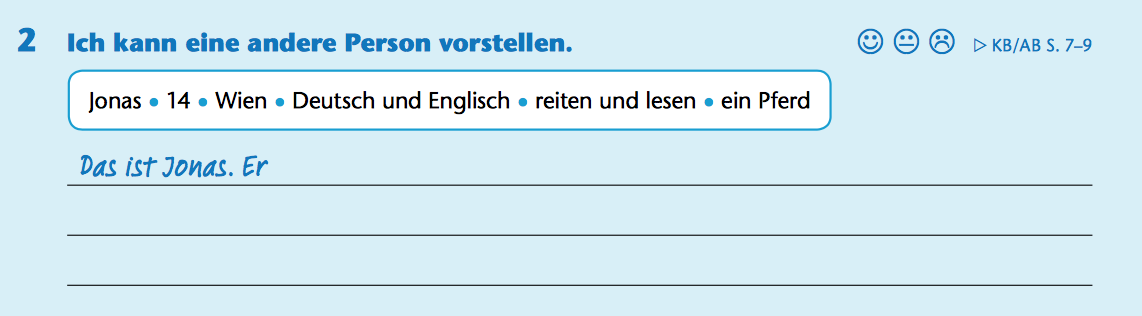 2 Ich kann eine andere Person vorstellen. ▷ KB/AB S. 7–9
Jonas • 14 • Wien • Deutsch und Englisch • reiten und lesen • ein Pferd
Das ist Jonas. Er